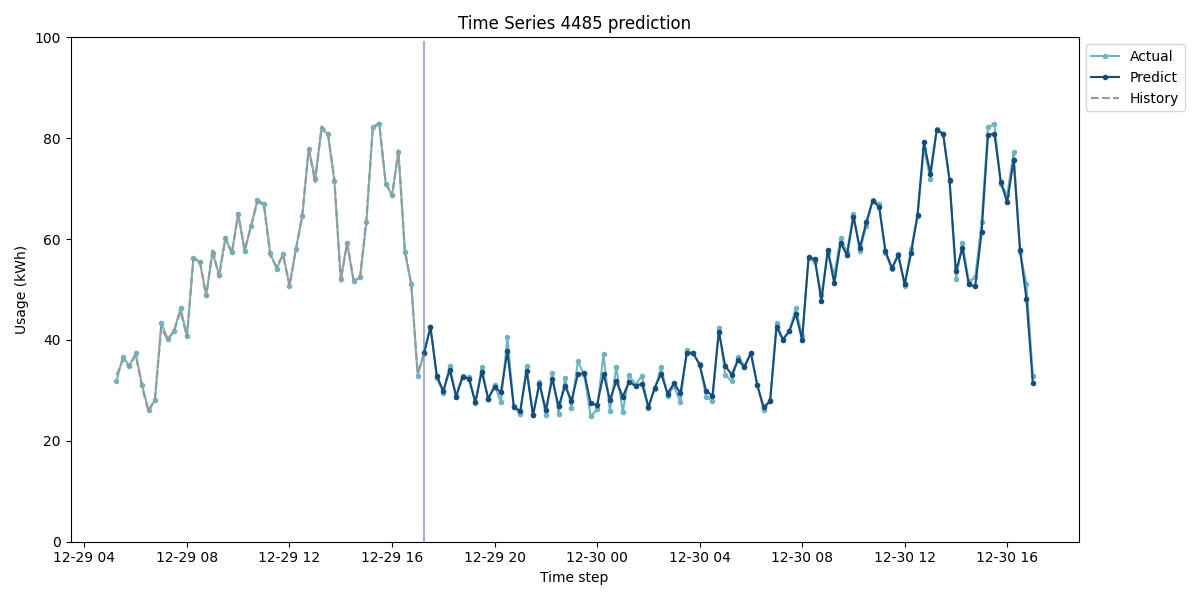 Time Series 4485 prediction
100
80
60
40
20
0
Usage (kWh)
12-29 04
12-29 08
12-29 12
12-29 16
12-29 20
12-30 00
12-30 04
12-30 08
12-30 12
12-30 16
Time step
Actual
Predict
History